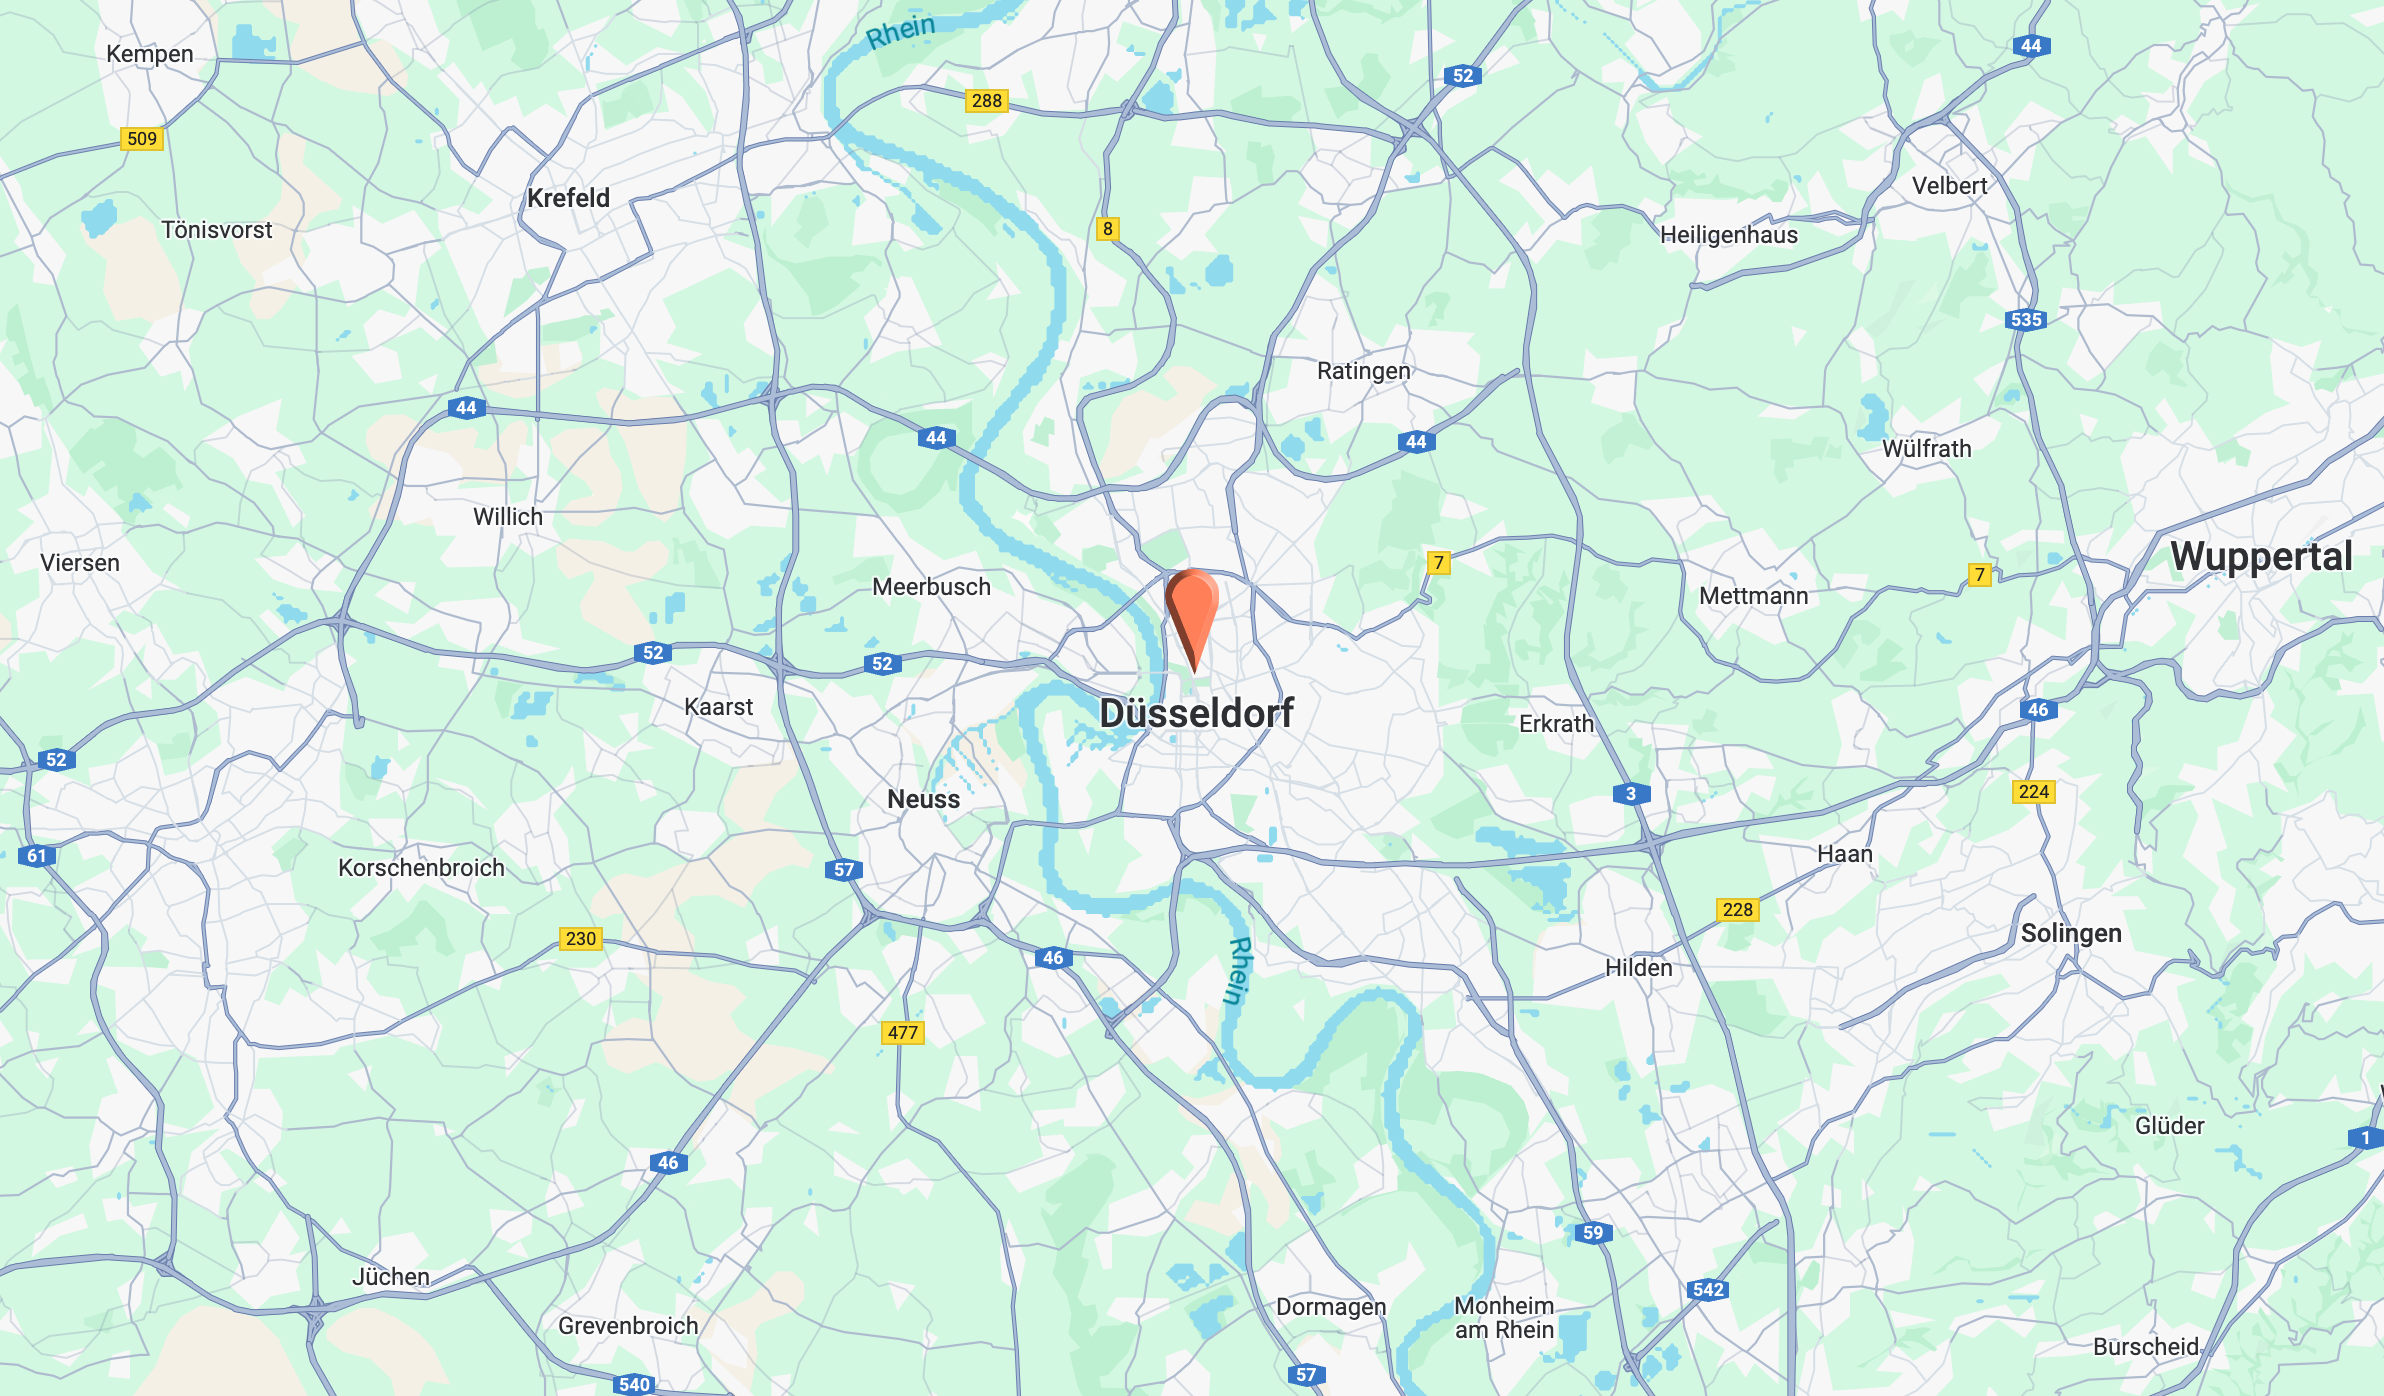 Rhein
Kempen
44
52
288
509
Krefeld
Velbert
Tönisvorst
8
Heiligenhaus
535
Ratingen
44
44
44
Wülfrath
Willich
Viersen
7
Wuppertal
7
Meerbusch
Mettmann
52
52
Kaarst
Düsseldorf
Erkrath
46
52
3
224
Neuss
61
Korschenbroich
57
Haan
228
230
Solingen
46
Rhein
Hilden
477
Glüder
1
46
59
Jüchen
542
Dormagen
Monheim
am Rhein
Grevenbroich
Burscheid
57
540